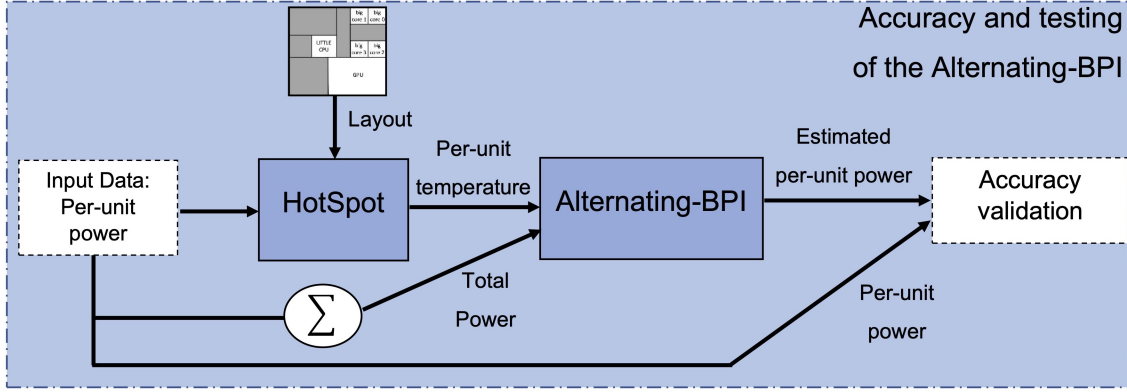 Accuracy and testing
of the Alternating-BPI
big
core 1
big
core 0
LITTLE
CPU
big
core 3
big
core 2
GPU
Layout
Input Data:
Per-unit
power
HotSpot
Per-unit
temperature
Alternating-BPI
Estimated
per-unit power
Accuracy
validation
∑
Total
Power
Per-unit
power